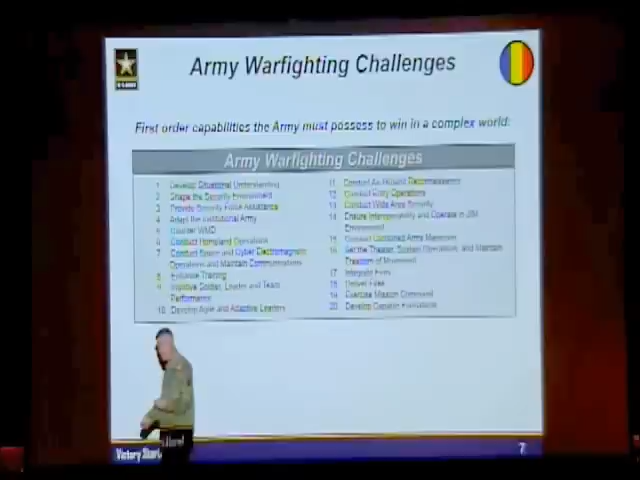 Army Warfighting Challenges
U.S. ARMY
First order capabilities the Army must possess to win in a complex world:
Army Warfighting Challenges
1 Develop Situational Understanding
2 Shape the Security Environment
3 Provide Security Force Assistance
4 Adapt the Institutional Army
5 Counter WMD
6 Conduct Homeland Operations
7 Conduct Space and Cyber Electromagnetic
Operations and Maintain Communications
8 Enhance Training
9 Improve Soldier, Leader and Team
Performance
10 Develop Agile and Adaptive Leaders
11 Conduct Air-Ground Reconnaissance
12 Conduct Entry Operations
13 Conduct Wide Area Security
14 Ensure Interoperability and Operate in JIM
Environment
15 Conduct Combined Arms Maneuver
16 Set the Theater, Sustain Operations, and Maintain
Freedom of Movement
17 Integrate Fires
18 Deliver Fires
19 Exercise Mission Command
20 Develop Capable Formations
Victory Start
7